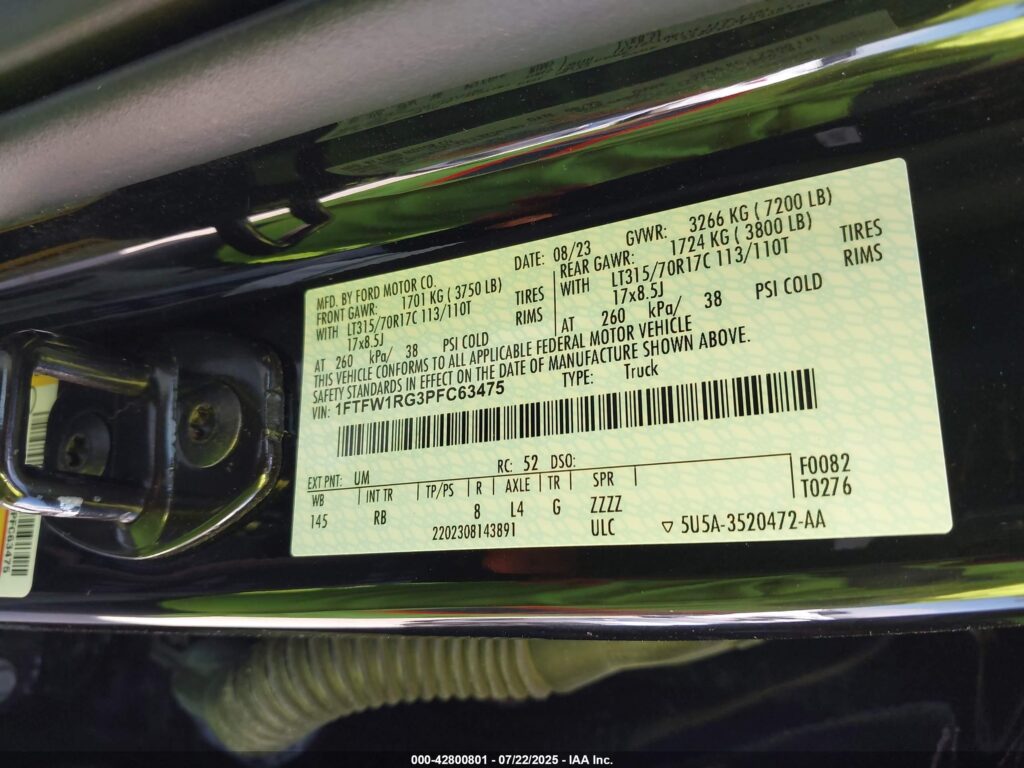 MFD. BY FORD MOTOR CO. DATE: 08/23 GVWR: 3266 KG ( 7200 LB)
FRONT GAWR: 1701 KG ( 3750 LB) REAR GAWR: 1724 KG ( 3800 LB)
WITH LT315/70R17C 113/110T TIRES WITH LT315/70R17C 113/110T TIRES
17x8.5J RIMS 17x8.5J RIMS
AT 260 kPa/ 38 PSI COLD AT 260 kPa/ 38 PSI COLD
THIS VEHICLE CONFORMS TO ALL APPLICABLE FEDERAL MOTOR VEHICLE
SAFETY STANDARDS IN EFFECT ON THE DATE OF MANUFACTURE SHOWN ABOVE.
VIN: 1FTFW1RG3PFC63475 TYPE: Truck
EXT PNT: UM RC: 52 DSO: F0082
WB INT TR TP/PS R AXLE TR SPR T0276
145 RB 8 L4 G ZZZZ
2202308143891 ULC ▽ 5U5A-3520472-AA
PFC63475
000-42800801 - 07/22/2025 - IAA Inc.